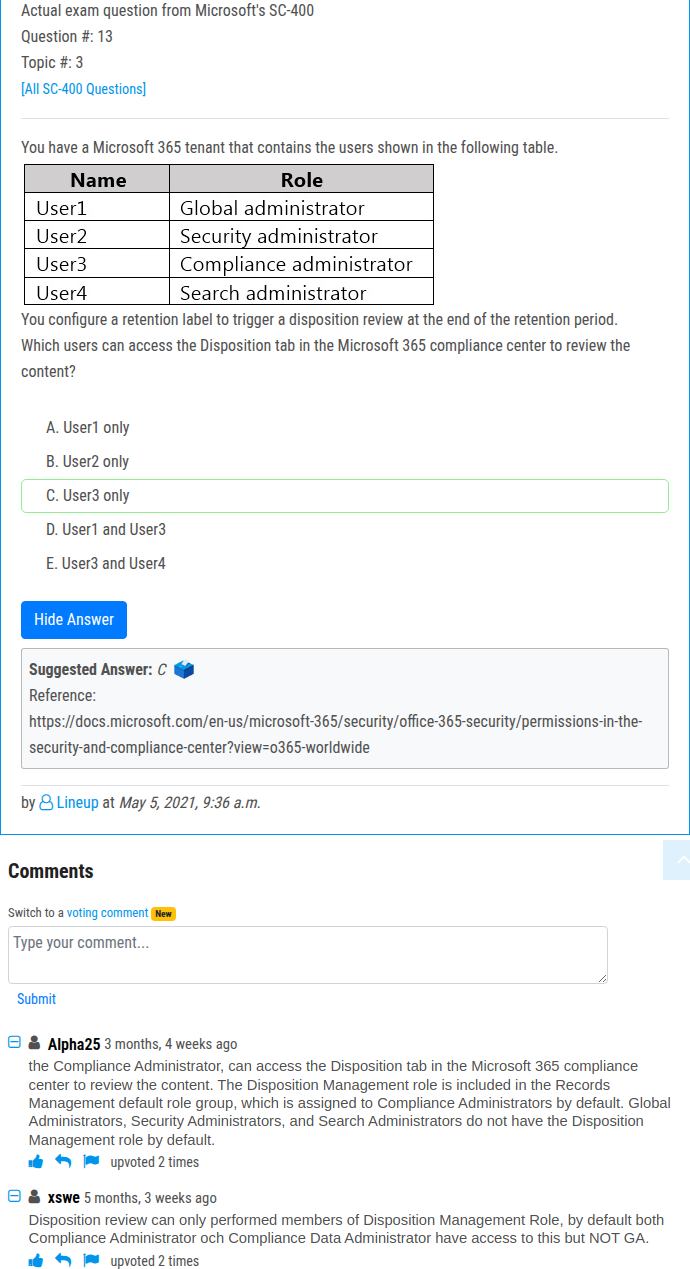 Actual exam question from Microsoft's SC-400
Question #: 13
Topic #: 3
[All SC-400 Questions]
You have a Microsoft 365 tenant that contains the users shown in the following table.
Name Role
User1 Global administrator
User2 Security administrator
User3 Compliance administrator
User4 Search administrator
You configure a retention label to trigger a disposition review at the end of the retention period.
Which users can access the Disposition tab in the Microsoft 365 compliance center to review the
content?
A. User1 only
B. User2 only
C. User3 only
D. User1 and User3
E. User3 and User4
Hide Answer
Suggested Answer: C
Reference:
https://docs.microsoft.com/en-us/microsoft-365/security/office-365-security/permissions-in-the-
security-and-compliance-center?view=o365-worldwide
by Lineup at May 5, 2021, 9:36 a.m.
Comments
Switch to a voting comment New
Type your comment...
Submit
Alpha25 3 months, 4 weeks ago
the Compliance Administrator, can access the Disposition tab in the Microsoft 365 compliance
center to review the content. The Disposition Management role is included in the Records
Management default role group, which is assigned to Compliance Administrators by default. Global
Administrators, Security Administrators, and Search Administrators do not have the Disposition
Management role by default.
upvoted 2 times
xswe 5 months, 3 weeks ago
Disposition review can only performed members of Disposition Management Role, by default both
Compliance Administrator och Compliance Data Administrator have access to this but NOT GA.
upvoted 2 times